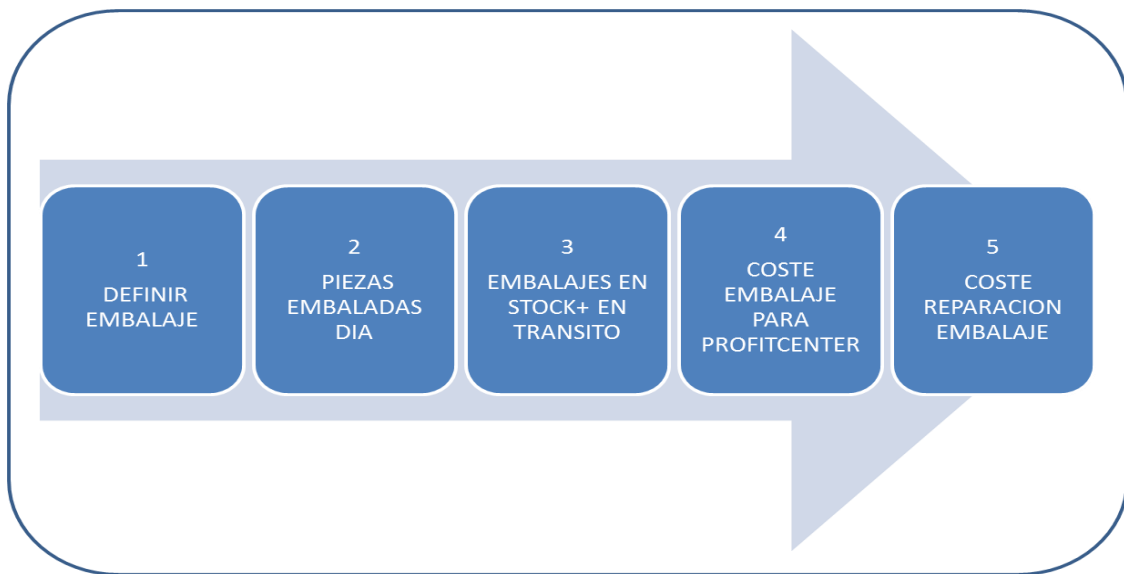 1
DEFINIR
EMBALAJE
2
PIEZAS
EMBALADAS
DIA
3
EMBALAJES EN
STOCK+ EN
TRANSITO
4
COSTE
EMBALAJE
PARA
PROFITCENTER
5
COSTE
REPARACION
EMBALAJE